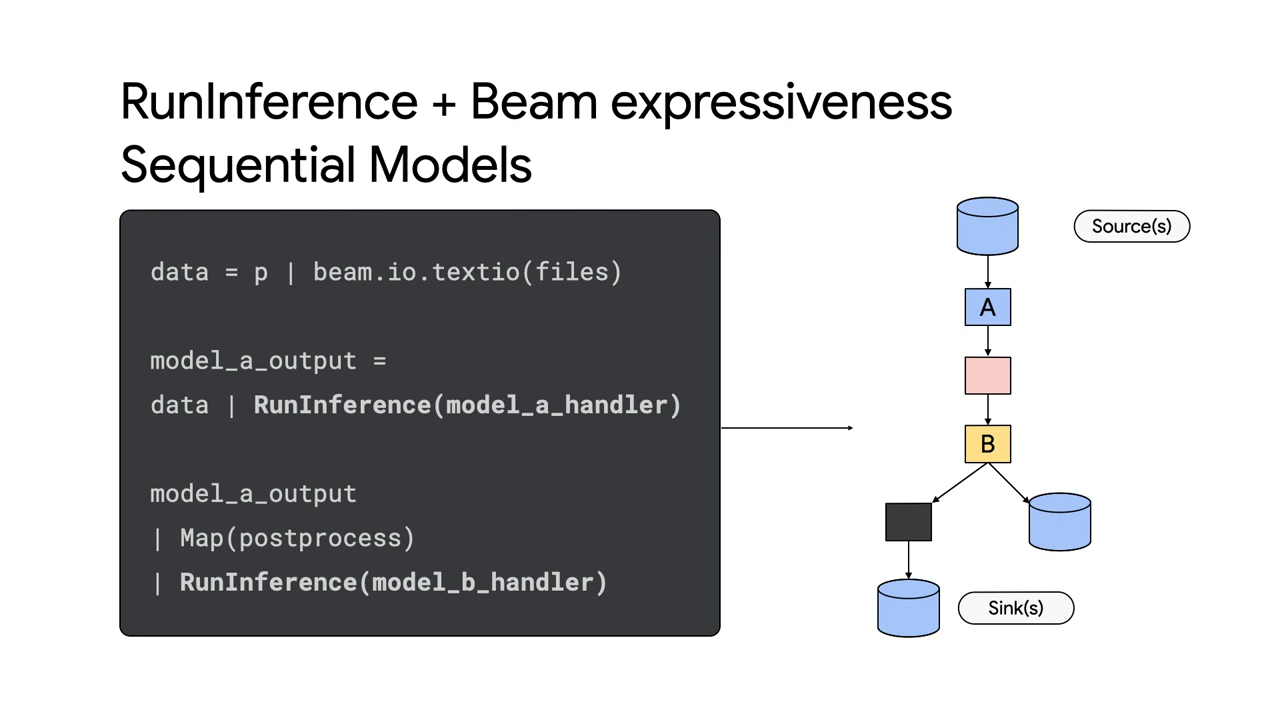 RunInference + Beam expressiveness
Sequential Models
data = p | beam.io.textio(files)
model_a_output =
data | RunInference(model_a_handler)
model_a_output
| Map(postprocess)
| RunInference(model_b_handler)
Source(s)
A
B
Sink(s)